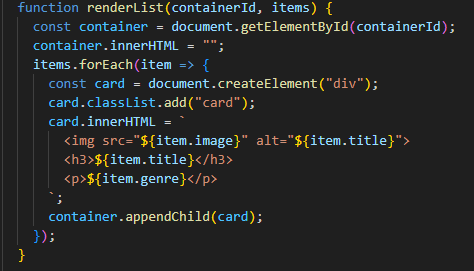 function renderList(containerId, items) {
  const container = document.getElementById(containerId);
  container.innerHTML = "";
  items.forEach(item => {
    const card = document.createElement("div");
    card.classList.add("card");
    card.innerHTML = `
      <img src="${item.image}" alt="${item.title}">
      <h3>${item.title}</h3>
      <p>${item.genre}</p>
    `;
    container.appendChild(card);
  });
}